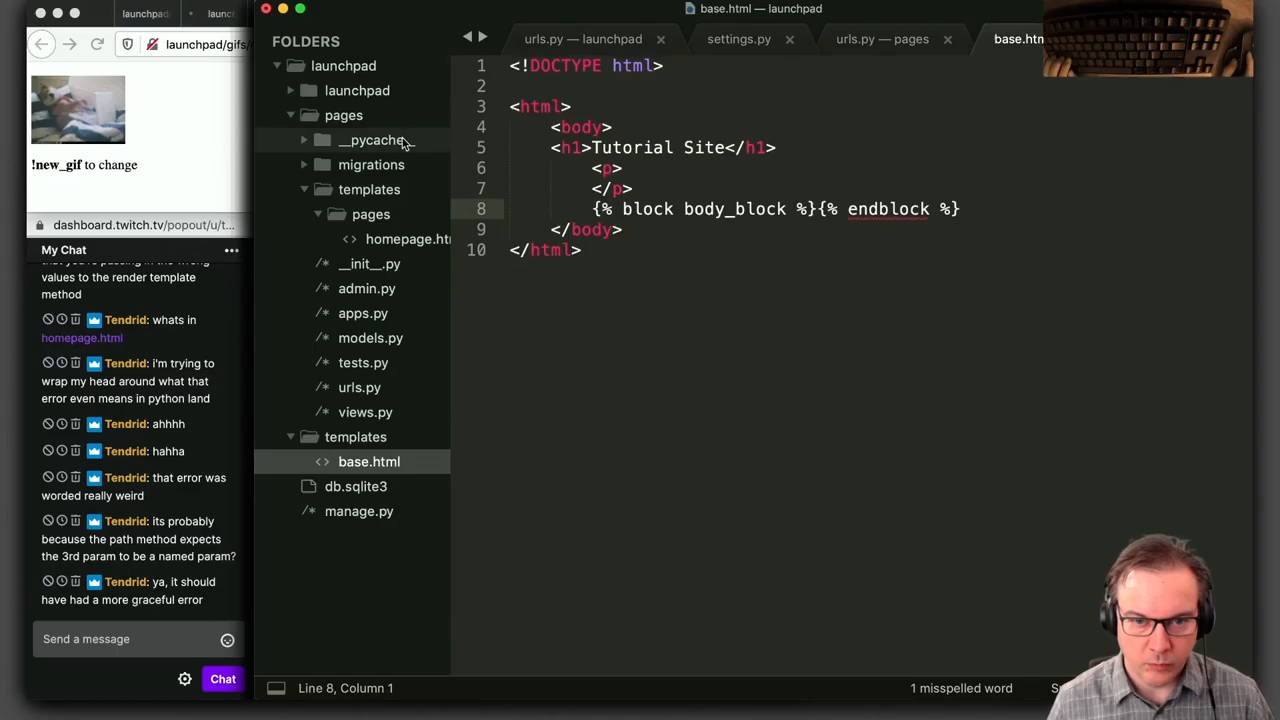 launchpad
launchpad/gifs/
!new_gif to change
dashboard.twitch.tv/popout/u/t...
My Chat
values to the render template
method
Tendrid: whats in
homepage.html
Tendrid: i'm trying to
wrap my head around what that
error even means in python land
Tendrid: ahhhh
Tendrid: hahha
Tendrid: that error was
worded really weird
Tendrid: its probably
because the path method expects
the 3rd param to be a named param?
Tendrid: ya, it should
have had a more graceful error
Send a message
Chat
base.html — launchpad
FOLDERS
launchpad
launchpad
pages
__pycache__
migrations
templates
pages
homepage.htm
__init__.py
admin.py
apps.py
models.py
tests.py
urls.py
views.py
templates
base.html
db.sqlite3
manage.py
urls.py — launchpad
settings.py
urls.py — pages
base.html
1 <!DOCTYPE html>
2
3 <html>
4 <body>
5 <h1>Tutorial Site</h1>
6 <p>
7 </p>
8 {% block body_block %}{% endblock %}
9 </body>
10 </html>
Line 8, Column 1
1 misspelled word